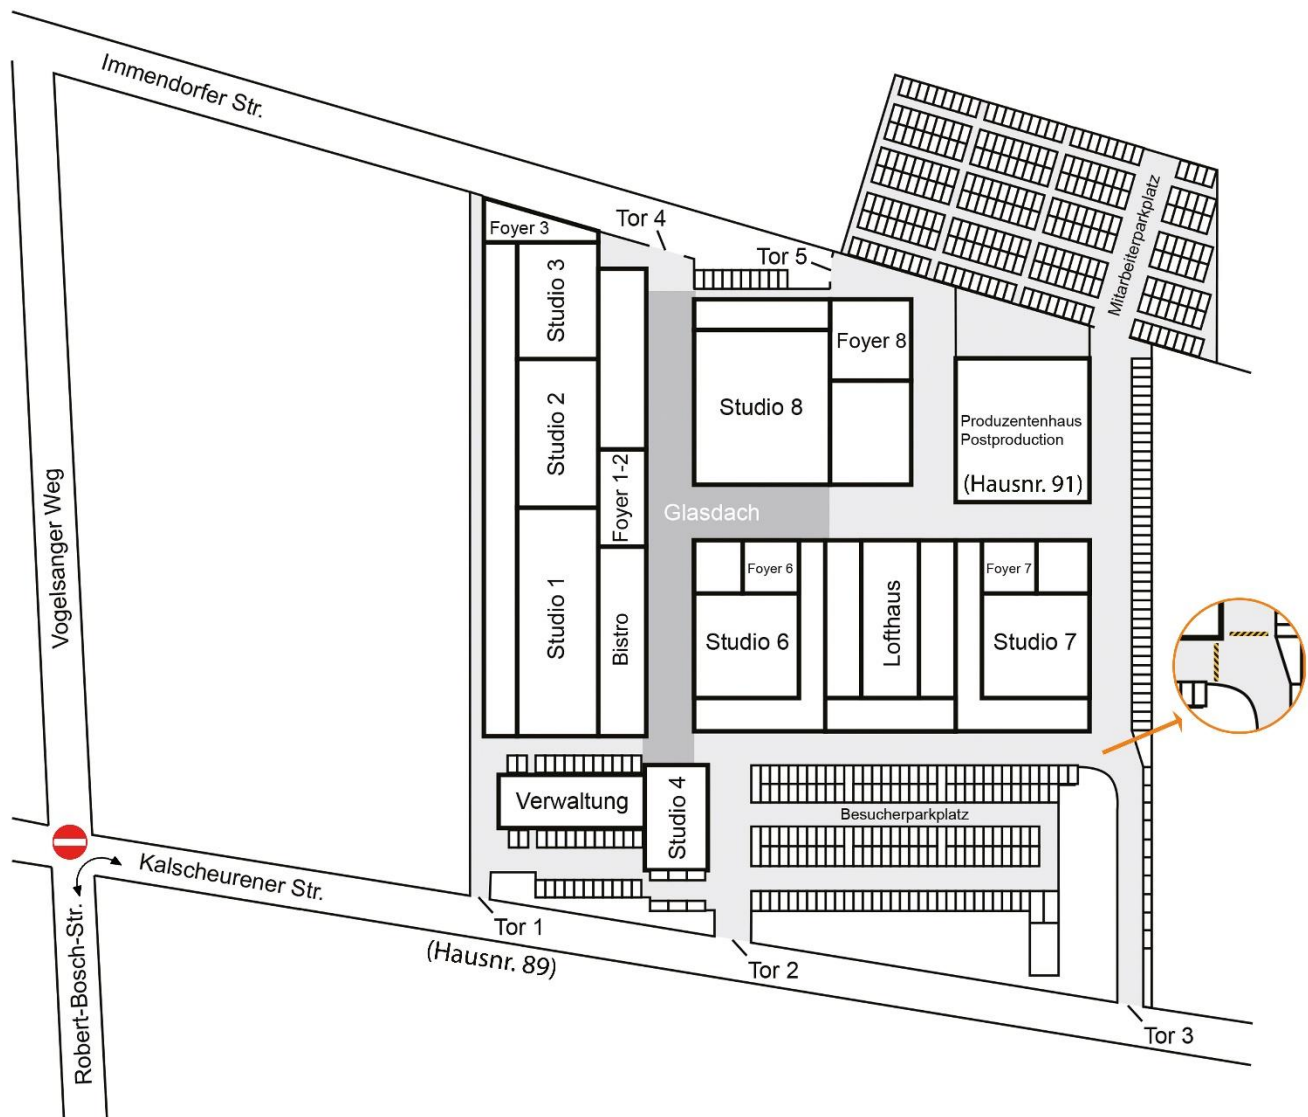 Immendorfer Str.
Mitarbeiterparkplatz
Tor 4
Foyer 3
Tor 5
Studio 3
Foyer 8
Studio 8
Studio 2
Produzentenhaus
Postproduction
(Hausnr. 91)
Foyer 1-2
Glasdach
Vogelsanger Weg
Foyer 6
Foyer 7
Studio 1
Bistro
Studio 6
Lofthaus
Studio 7
Verwaltung
Studio 4
Besucherparkplatz
Kalscheurener Str.
Robert-Bosch-Str.
Tor 1
(Hausnr. 89)
Tor 2
Tor 3